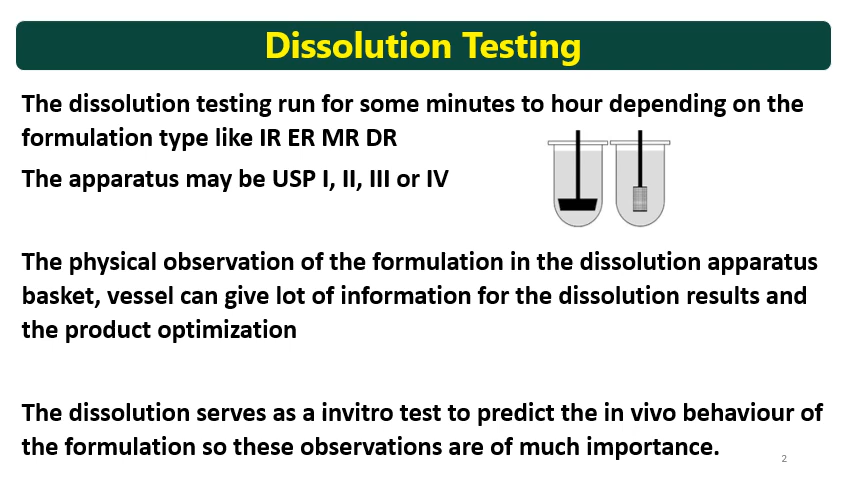 Dissolution Testing
The dissolution testing run for some minutes to hour depending on the
formulation type like IR ER MR DR
The apparatus may be USP I, II, III or IV
The physical observation of the formulation in the dissolution apparatus
basket, vessel can give lot of information for the dissolution results and
the product optimization
The dissolution serves as a invitro test to predict the in vivo behaviour of
the formulation so these observations are of much importance.
2